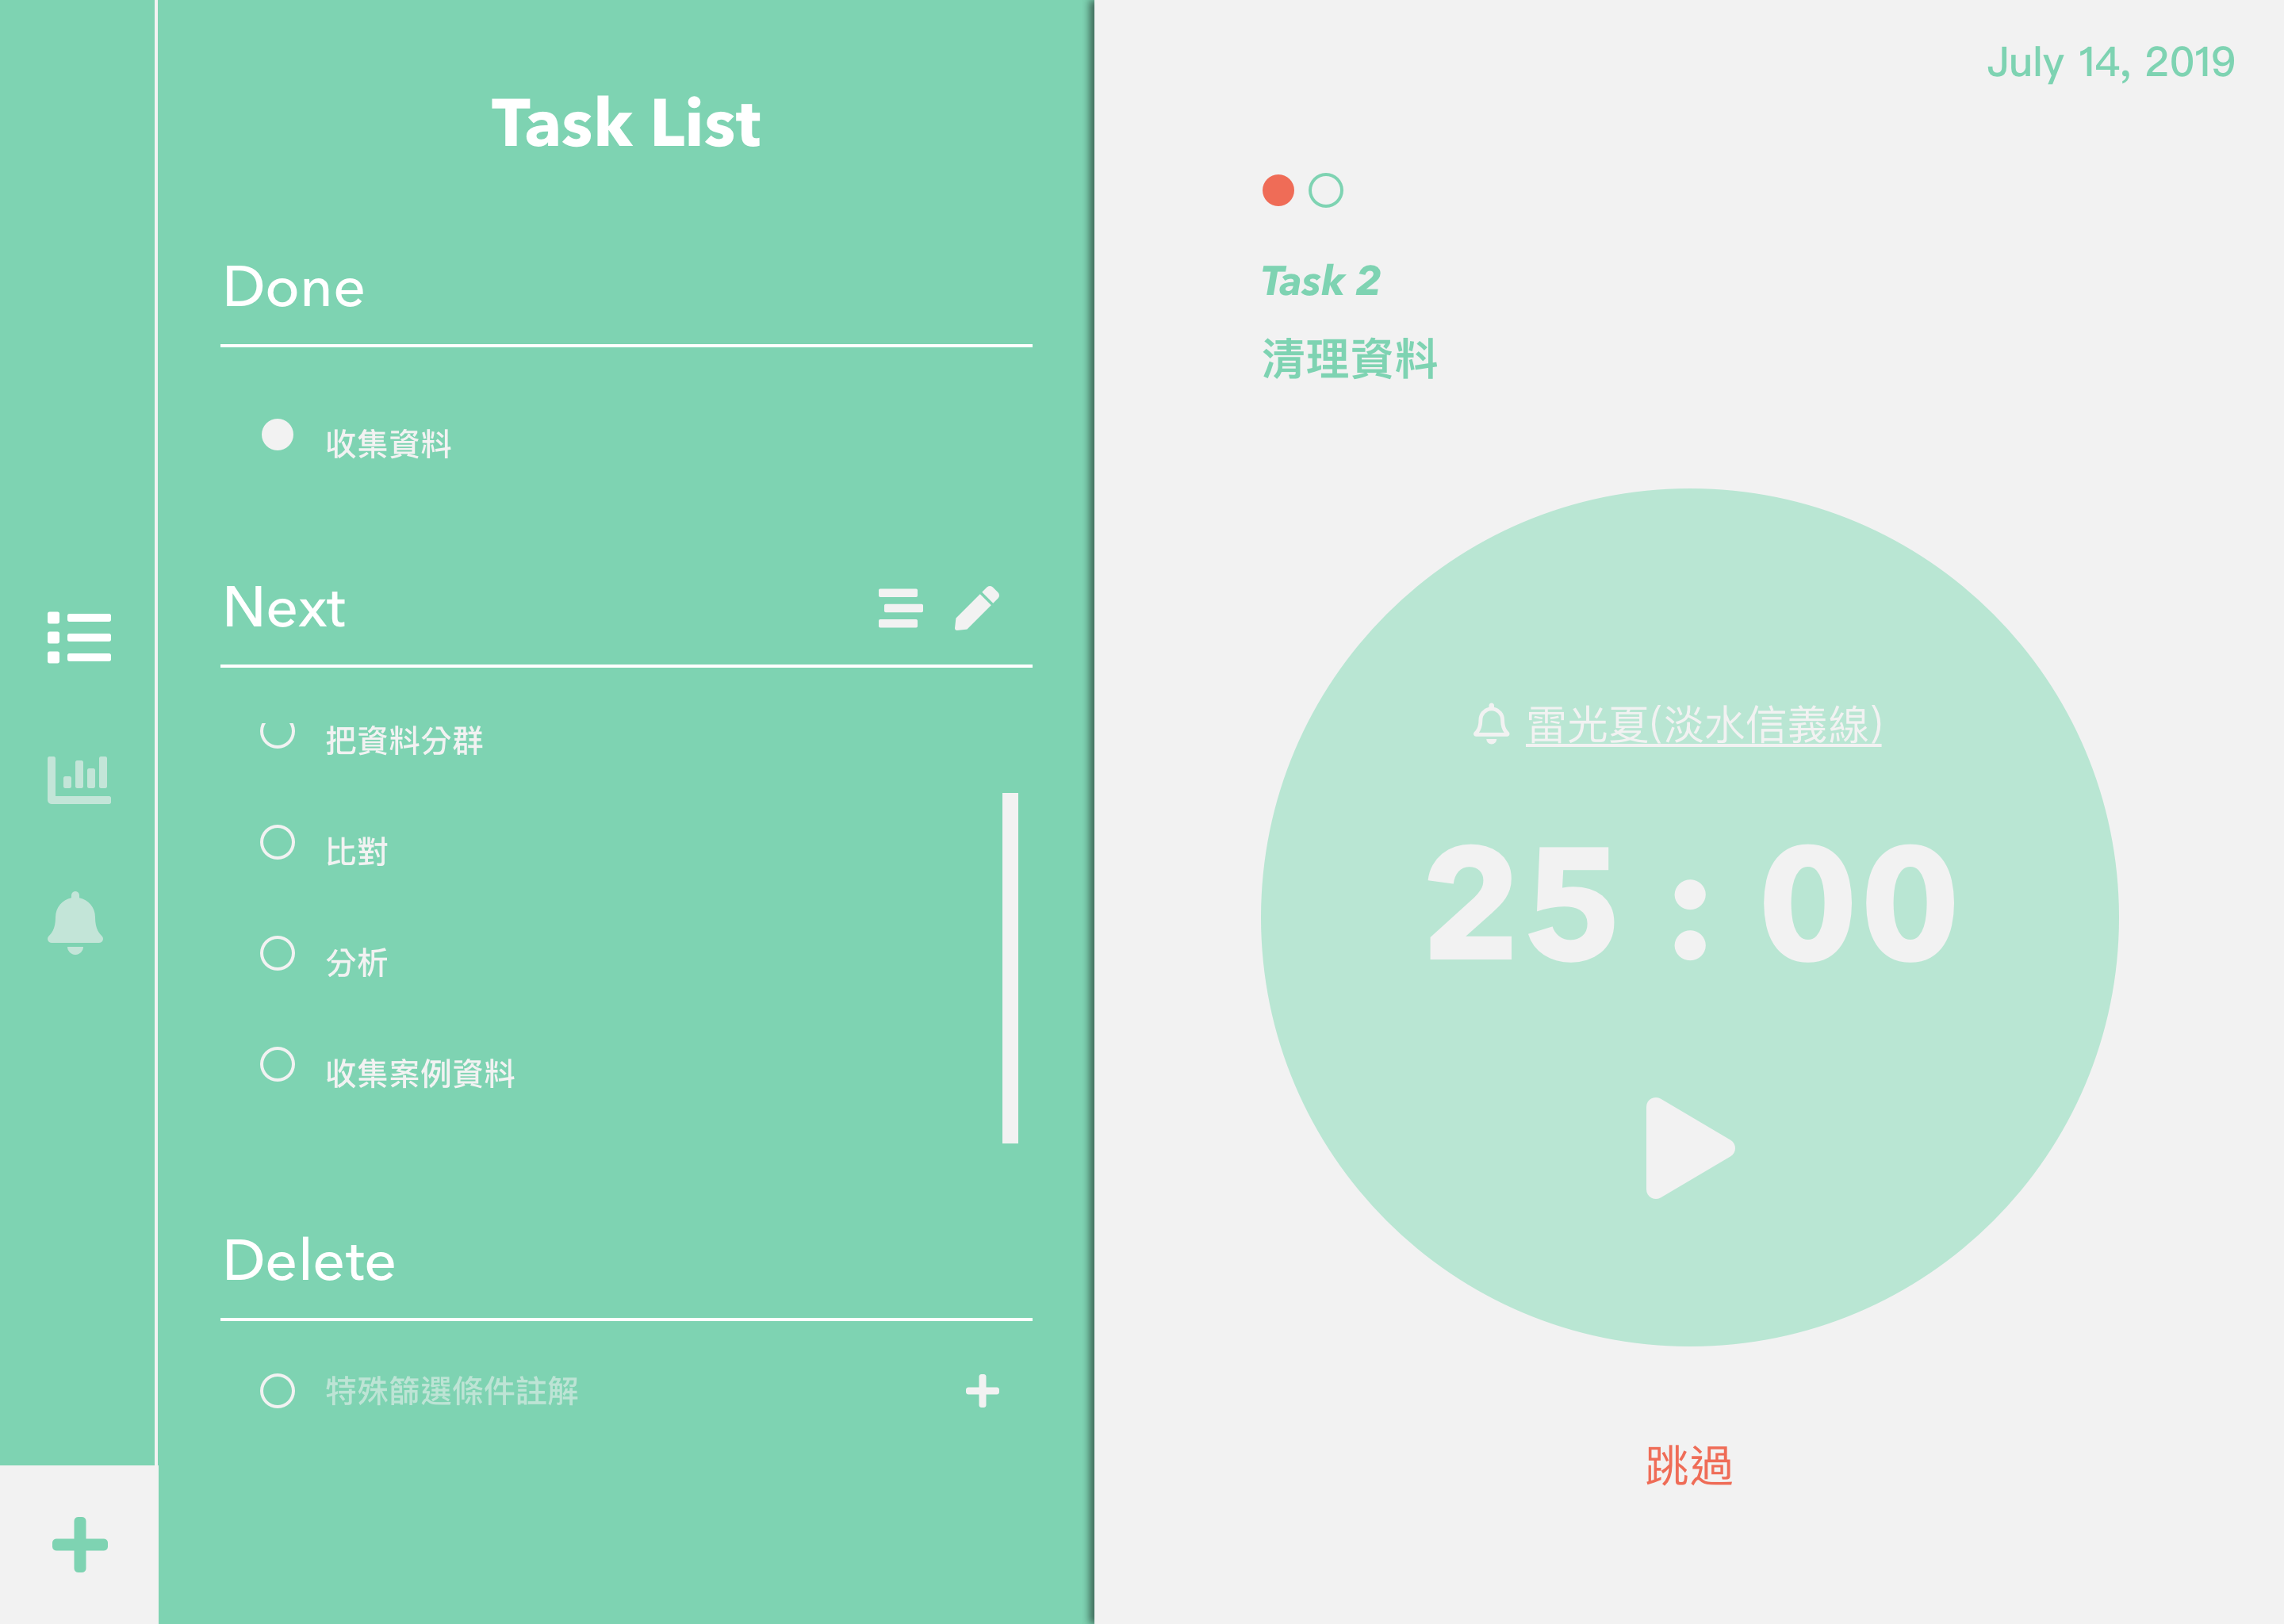 Task List
Done
收集資料
Next
把資料分群
比對
分析
收集案例資料
Delete
特殊篩選條件註解
July 14, 2019
Task 2
清理資料
雷光夏(淡水信義線)
25 : 00
跳過